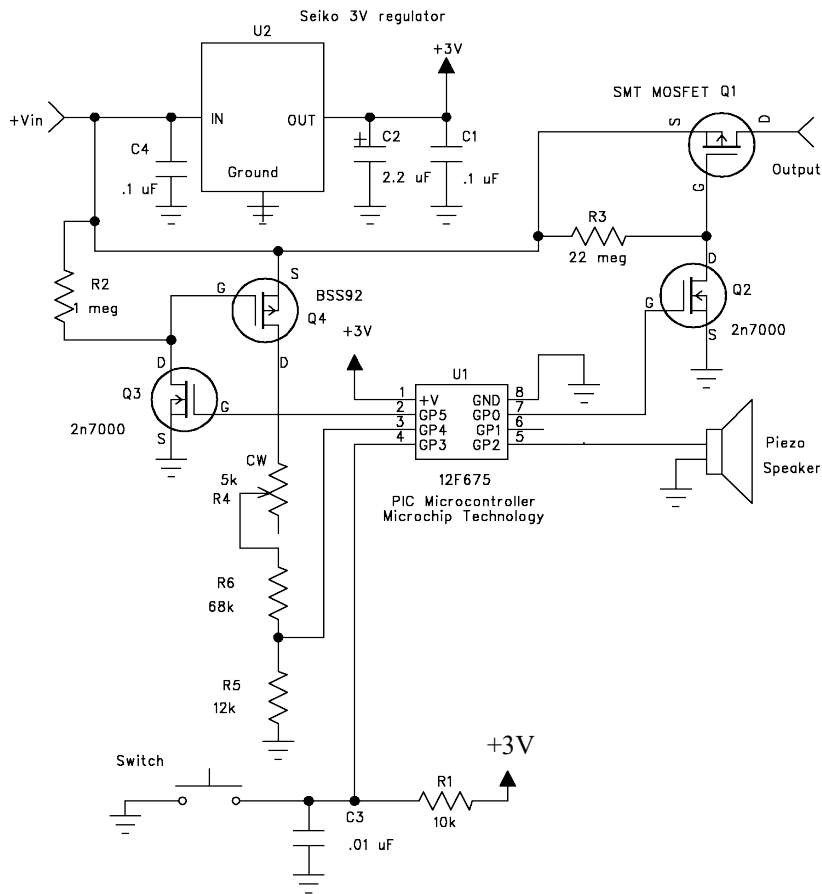 Seiko 3V regulator
U2
+3V
SMT MOSFET Q1
+Vin
IN
OUT
C4
.1 uF
Ground
C2
+
2.2 uF
C1
.1 uF
S
D
G
Output
R3
22 meg
R2
1 meg
S
G
BSS92
Q4
D
D
G
Q2
S
2n7000
+3V
D
Q3
G
2n7000
S
U1
1
+V
GND
8
2
GP5
GP0
7
3
GP4
GP1
6
4
GP3
GP2
5
12F675
PIC Microcontroller
Microchip Technology
Piezo
Speaker
CW
5k
R4
R6
68k
R5
12k
Switch
+3V
R1
10k
C3
.01 uF